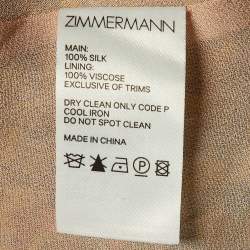 ZIMMERMANN
MAIN:
100% SILK
LINING:
100% VISCOSE
EXCLUSIVE OF TRIMS
DRY CLEAN ONLY CODE P
COOL IRON
DO NOT SPOT CLEAN
MADE IN CHINA
P